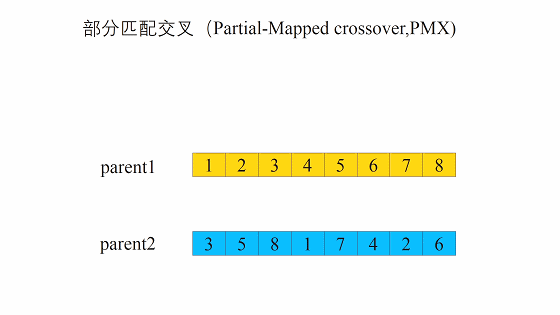 部分匹配交叉（Partial-Mapped crossover,PMX)
parent1 1 2 3 4 5 6 7 8
parent2 3 5 8 1 7 4 2 6